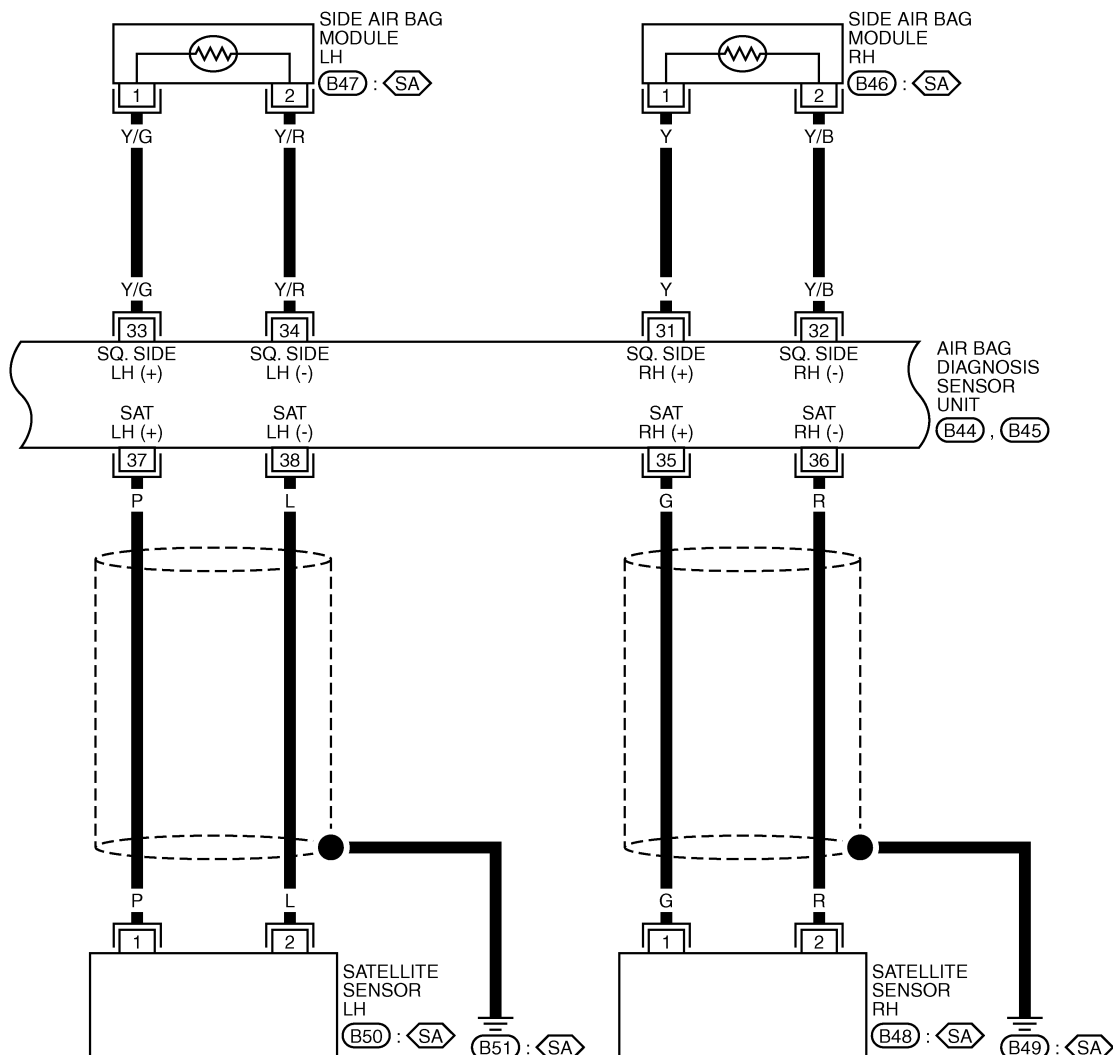 SIDE AIR BAG
MODULE
LH
B47 : SA
SIDE AIR BAG
MODULE
RH
B46 : SA
1 2 1 2
Y/G Y/R Y Y/B
Y/G Y/R Y Y/B
33 34 31 32
SQ. SIDE
LH (+)
SQ. SIDE
LH (-)
SQ. SIDE
RH (+)
SQ. SIDE
RH (-)
AIR BAG
DIAGNOSIS
SENSOR
UNIT
B44 , B45
SAT
LH (+)
SAT
LH (-)
SAT
RH (+)
SAT
RH (-)
37 38 35 36
P L G R
P L G R
1 2 1 2
SATELLITE
SENSOR
LH
B50 : SA
B51 : SA
SATELLITE
SENSOR
RH
B48 : SA
B49 : SA